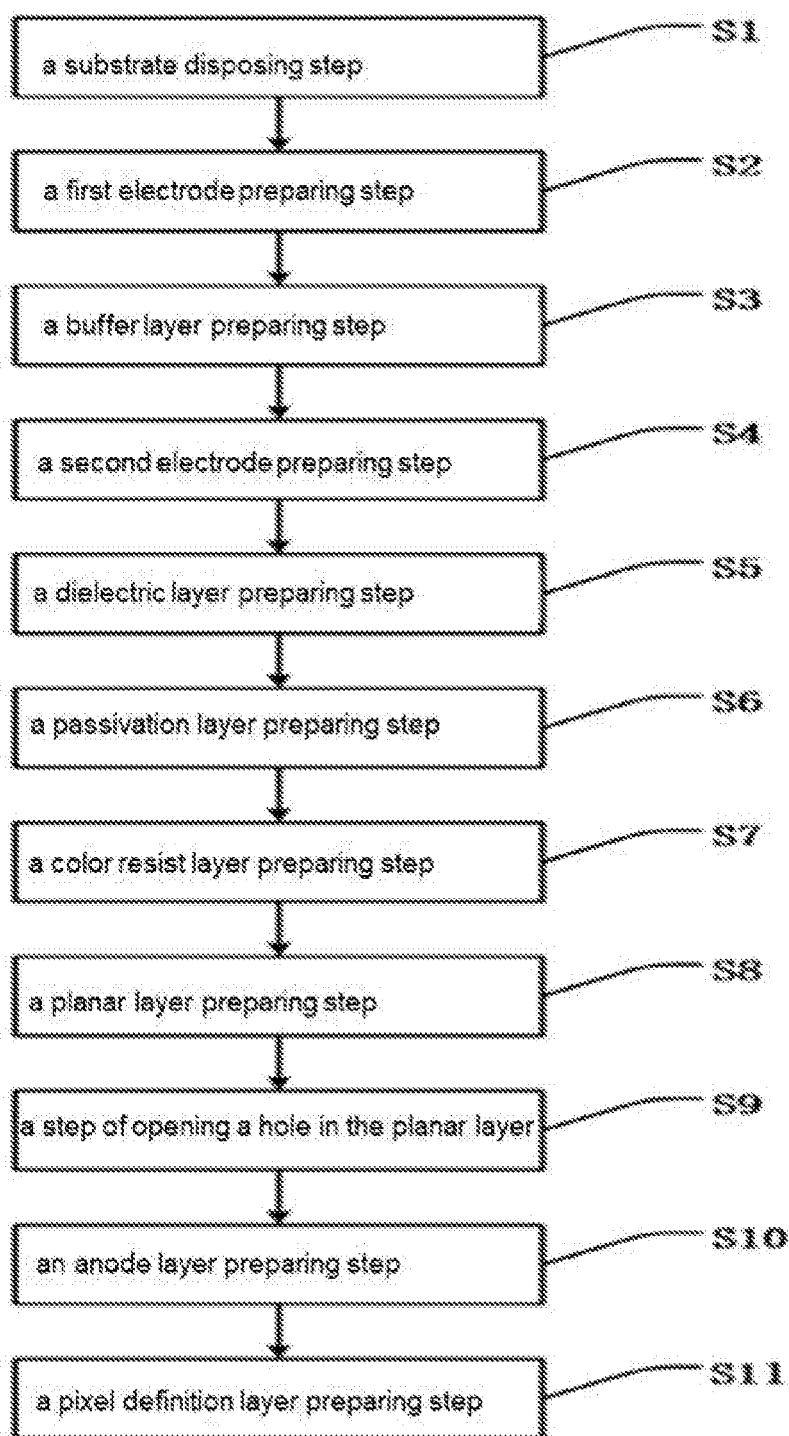 S1
a substrate disposing step
S2
a first electrode preparing step
S3
a buffer layer preparing step
S4
a second electrode preparing step
S5
a dielectric layer preparing step
S6
a passivation layer preparing step
S7
a color resist layer preparing step
S8
a planar layer preparing step
S9
a step of opening a hole in the planar layer
S10
an anode layer preparing step
S11
a pixel definition layer preparing step